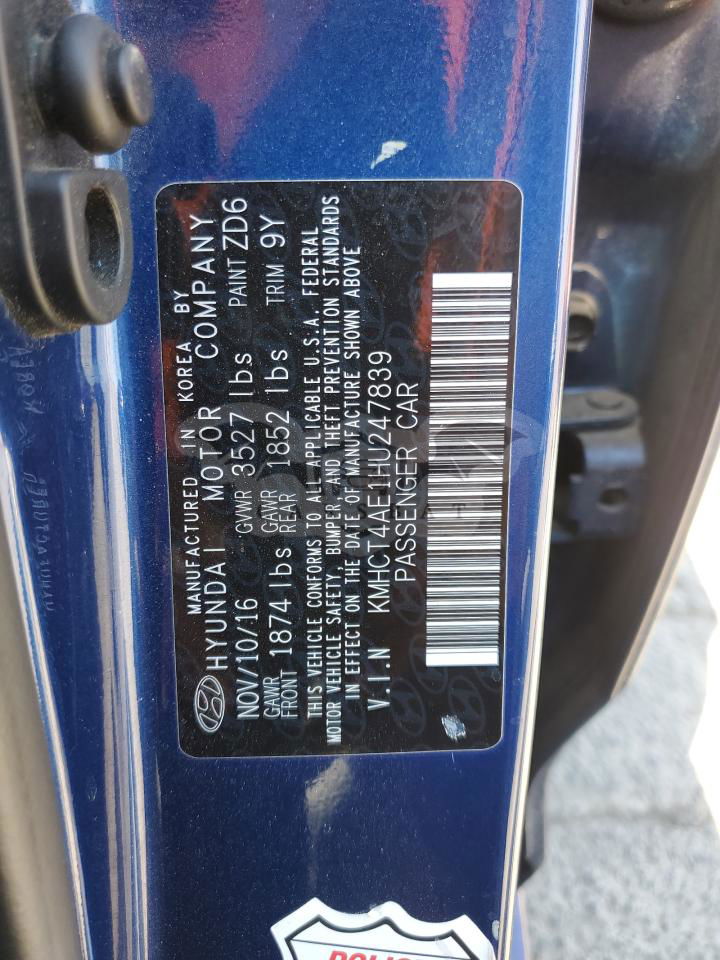 MANUFACTURED IN KOREA BY
HYUNDAI MOTOR COMPANY
NOV/10/16 GVWR 3527 lbs PAINT ZD6
GAWR FRONT 1874 lbs GAWR REAR 1852 lbs TRIM 9Y
THIS VEHICLE CONFORMS TO ALL APPLICABLE U.S.A. FEDERAL
MOTOR VEHICLE SAFETY, BUMPER, AND THEFT PREVENTION STANDARDS
IN EFFECT ON THE DATE OF MANUFACTURE SHOWN ABOVE
V.I.N KMHCT4AE1HU247839
PASSENGER CAR